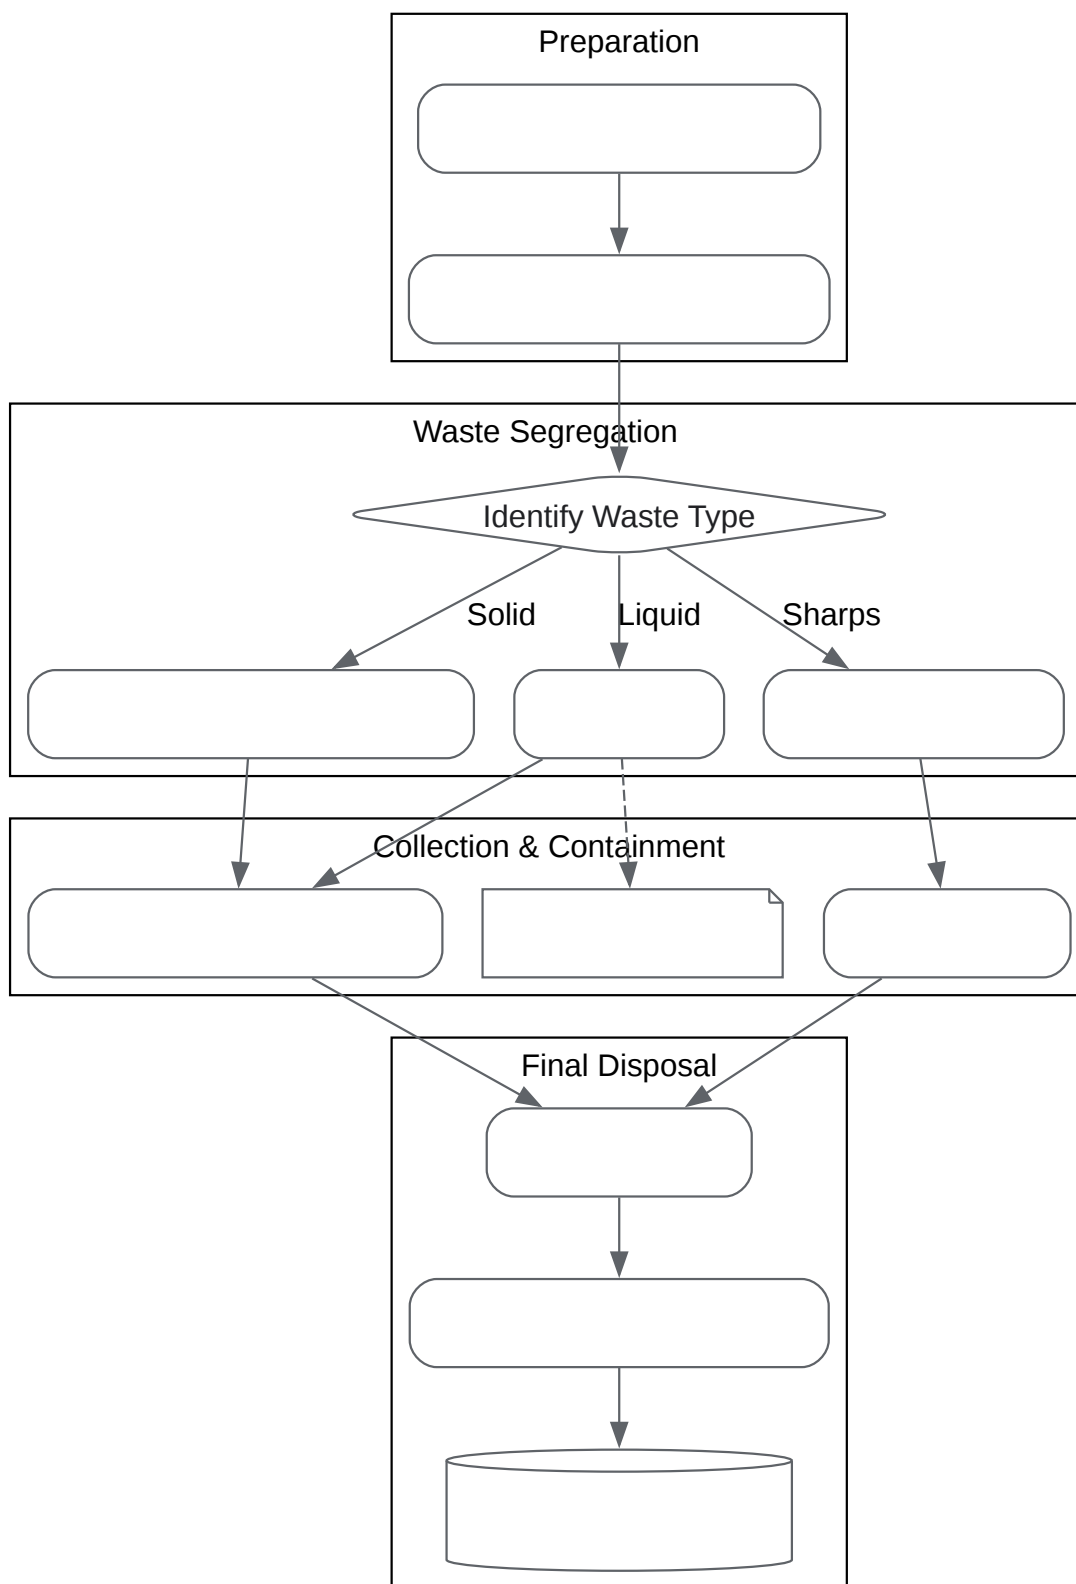 Preparation
Waste Segregation
Identify Waste Type
Solid
Liquid
Sharps
Collection & Containment
Final Disposal